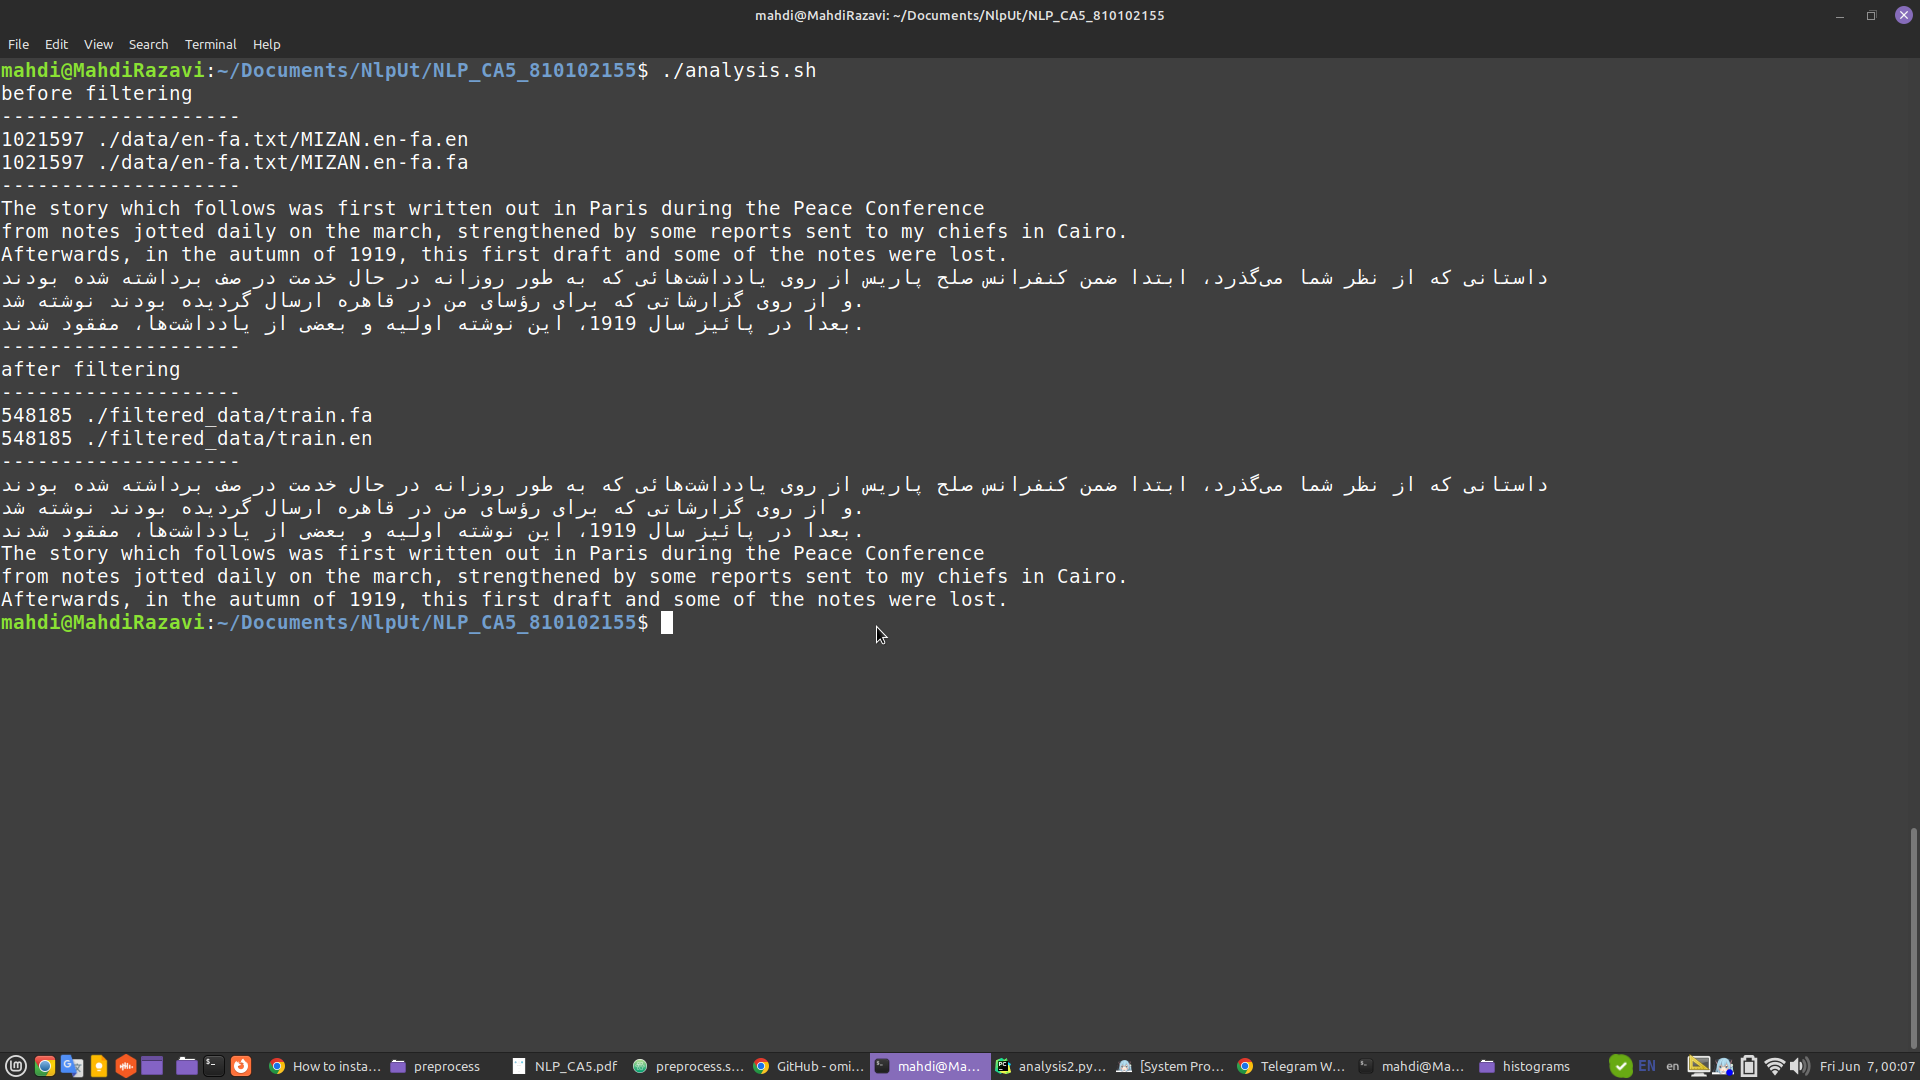 mahdi@MahdiRazavi: ~/Documents/NlpUt/NLP_CA5_810102155
File Edit View Search Terminal Help
mahdi@MahdiRazavi:~/Documents/NlpUt/NLP_CA5_810102155$ ./analysis.sh
before filtering
--------------------
1021597 ./data/en-fa.txt/MIZAN.en-fa.en
1021597 ./data/en-fa.txt/MIZAN.en-fa.fa
--------------------
The story which follows was first written out in Paris during the Peace Conference
from notes jotted daily on the march, strengthened by some reports sent to my chiefs in Cairo.
Afterwards, in the autumn of 1919, this first draft and some of the notes were lost.
داستانی که از نظر شما می‌گذرد، ابتدا ضمن کنفرانس صلح پاریس از روی یادداشت‌هائی که به طور روزانه در حال خدمت در صف برداشته شده بودند
و از روی گزارشاتی که برای رؤسای من در قاهره ارسال گردیده بودند نوشته شد.
بعدا در پائیز سال 1919، این نوشته اولیه و بعضی از یادداشت‌ها، مفقود شدند.
--------------------
after filtering
--------------------
548185 ./filtered_data/train.fa
548185 ./filtered_data/train.en
--------------------
داستانی که از نظر شما می‌گذرد، ابتدا ضمن کنفرانس صلح پاریس از روی یادداشت‌هائی که به طور روزانه در حال خدمت در صف برداشته شده بودند
و از روی گزارشاتی که برای رؤسای من در قاهره ارسال گردیده بودند نوشته شد.
بعدا در پائیز سال 1919، این نوشته اولیه و بعضی از یادداشت‌ها، مفقود شدند.
The story which follows was first written out in Paris during the Peace Conference
from notes jotted daily on the march, strengthened by some reports sent to my chiefs in Cairo.
Afterwards, in the autumn of 1919, this first draft and some of the notes were lost.
mahdi@MahdiRazavi:~/Documents/NlpUt/NLP_CA5_810102155$
How to insta... preprocess NLP_CA5.pdf preprocess.s... GitHub - omi... mahdi@Ma... analysis2.py... [System Pro... Telegram W... mahdi@Ma... histograms EN en Fri Jun 7, 00:07